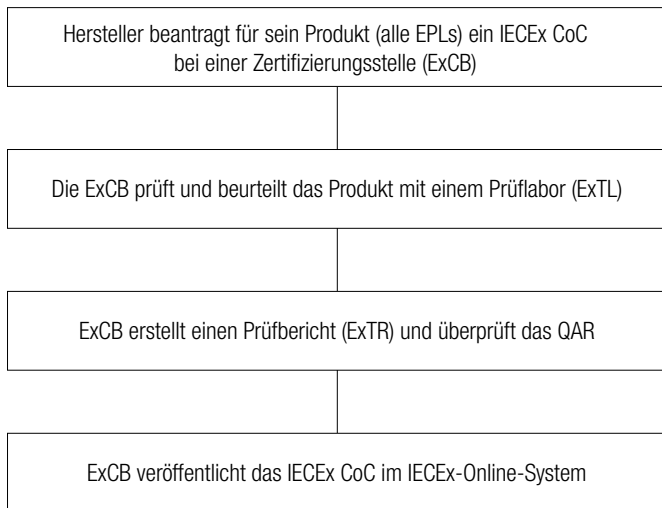 Hersteller beantragt für sein Produkt (alle EPLs) ein IECEx CoC
bei einer Zertifizierungsstelle (ExCB)
Die ExCB prüft und beurteilt das Produkt mit einem Prüflabor (ExTL)
ExCB erstellt einen Prüfbericht (ExTR) und überprüft das QAR
ExCB veröffentlicht das IECEx CoC im IECEx-Online-System